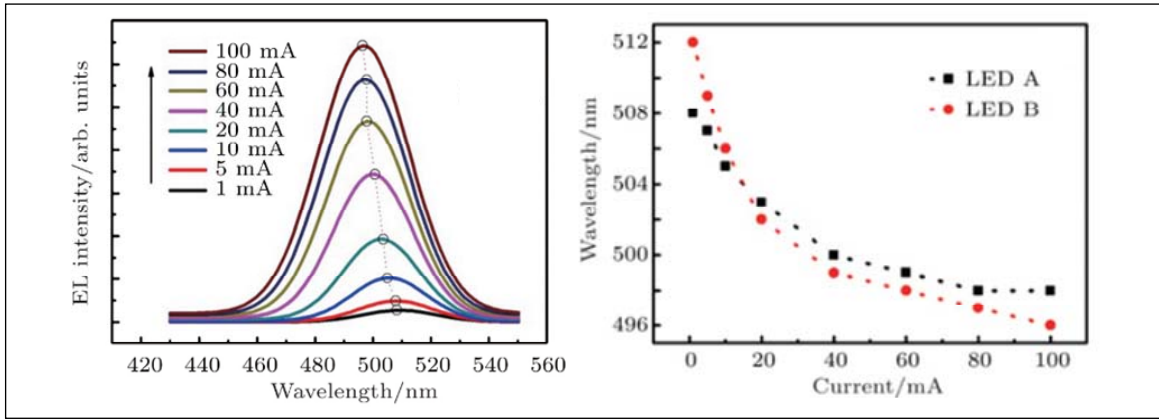 EL intensity/arb. units
100 mA
80 mA
60 mA
40 mA
20 mA
10 mA
5 mA
1 mA
420 440 460 480 500 520 540 560
Wavelength/nm
Wavelength/nm
512
508
504
500
496
LED A
LED B
0 20 40 60 80 100
Current/mA